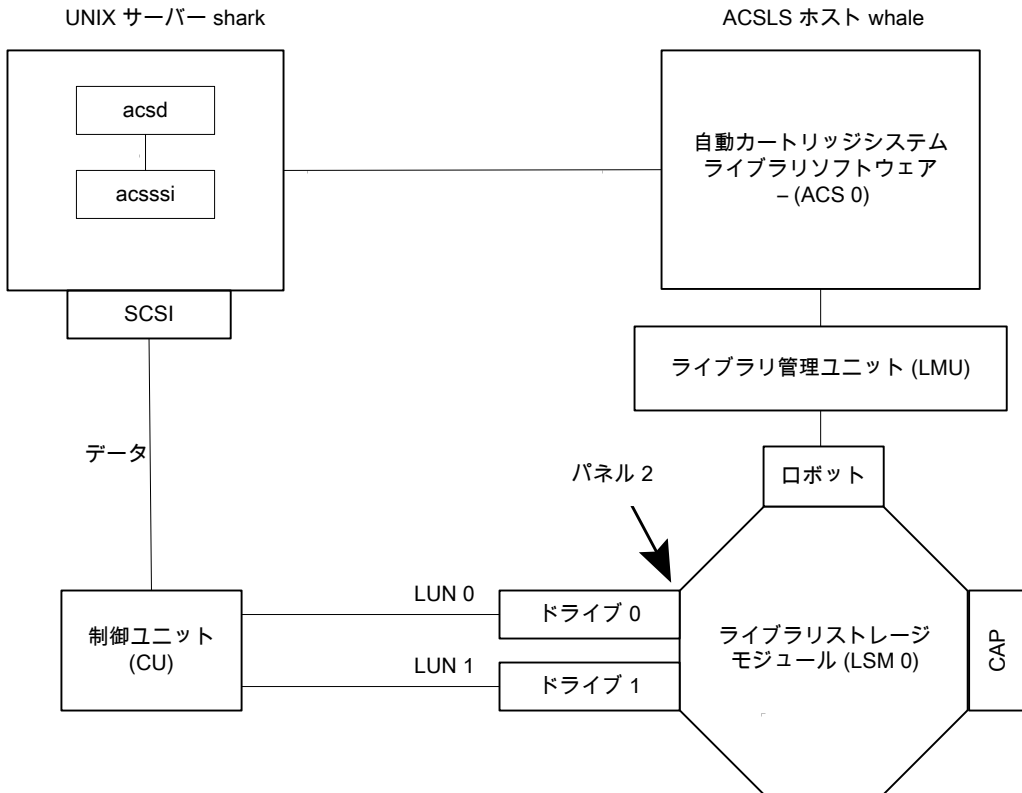 UNIX サーバー shark
ACSLS ホスト whale
acsd
acsssi
自動カートリッジシステム
ライブラリソフトウェア
– (ACS 0)
SCSI
ライブラリ管理ユニット (LMU)
データ
パネル 2
ロボット
LUN 0
ドライブ 0
制御ユニット
(CU)
LUN 1
ドライブ 1
ライブラリストレージ
モジュール (LSM 0)
CAP